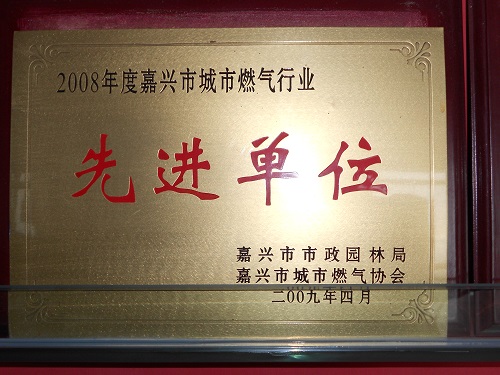 2008年度嘉兴市城市燃气行业
先进单位
嘉兴市市政园林局
嘉兴市城市燃气协会
二00九年四月